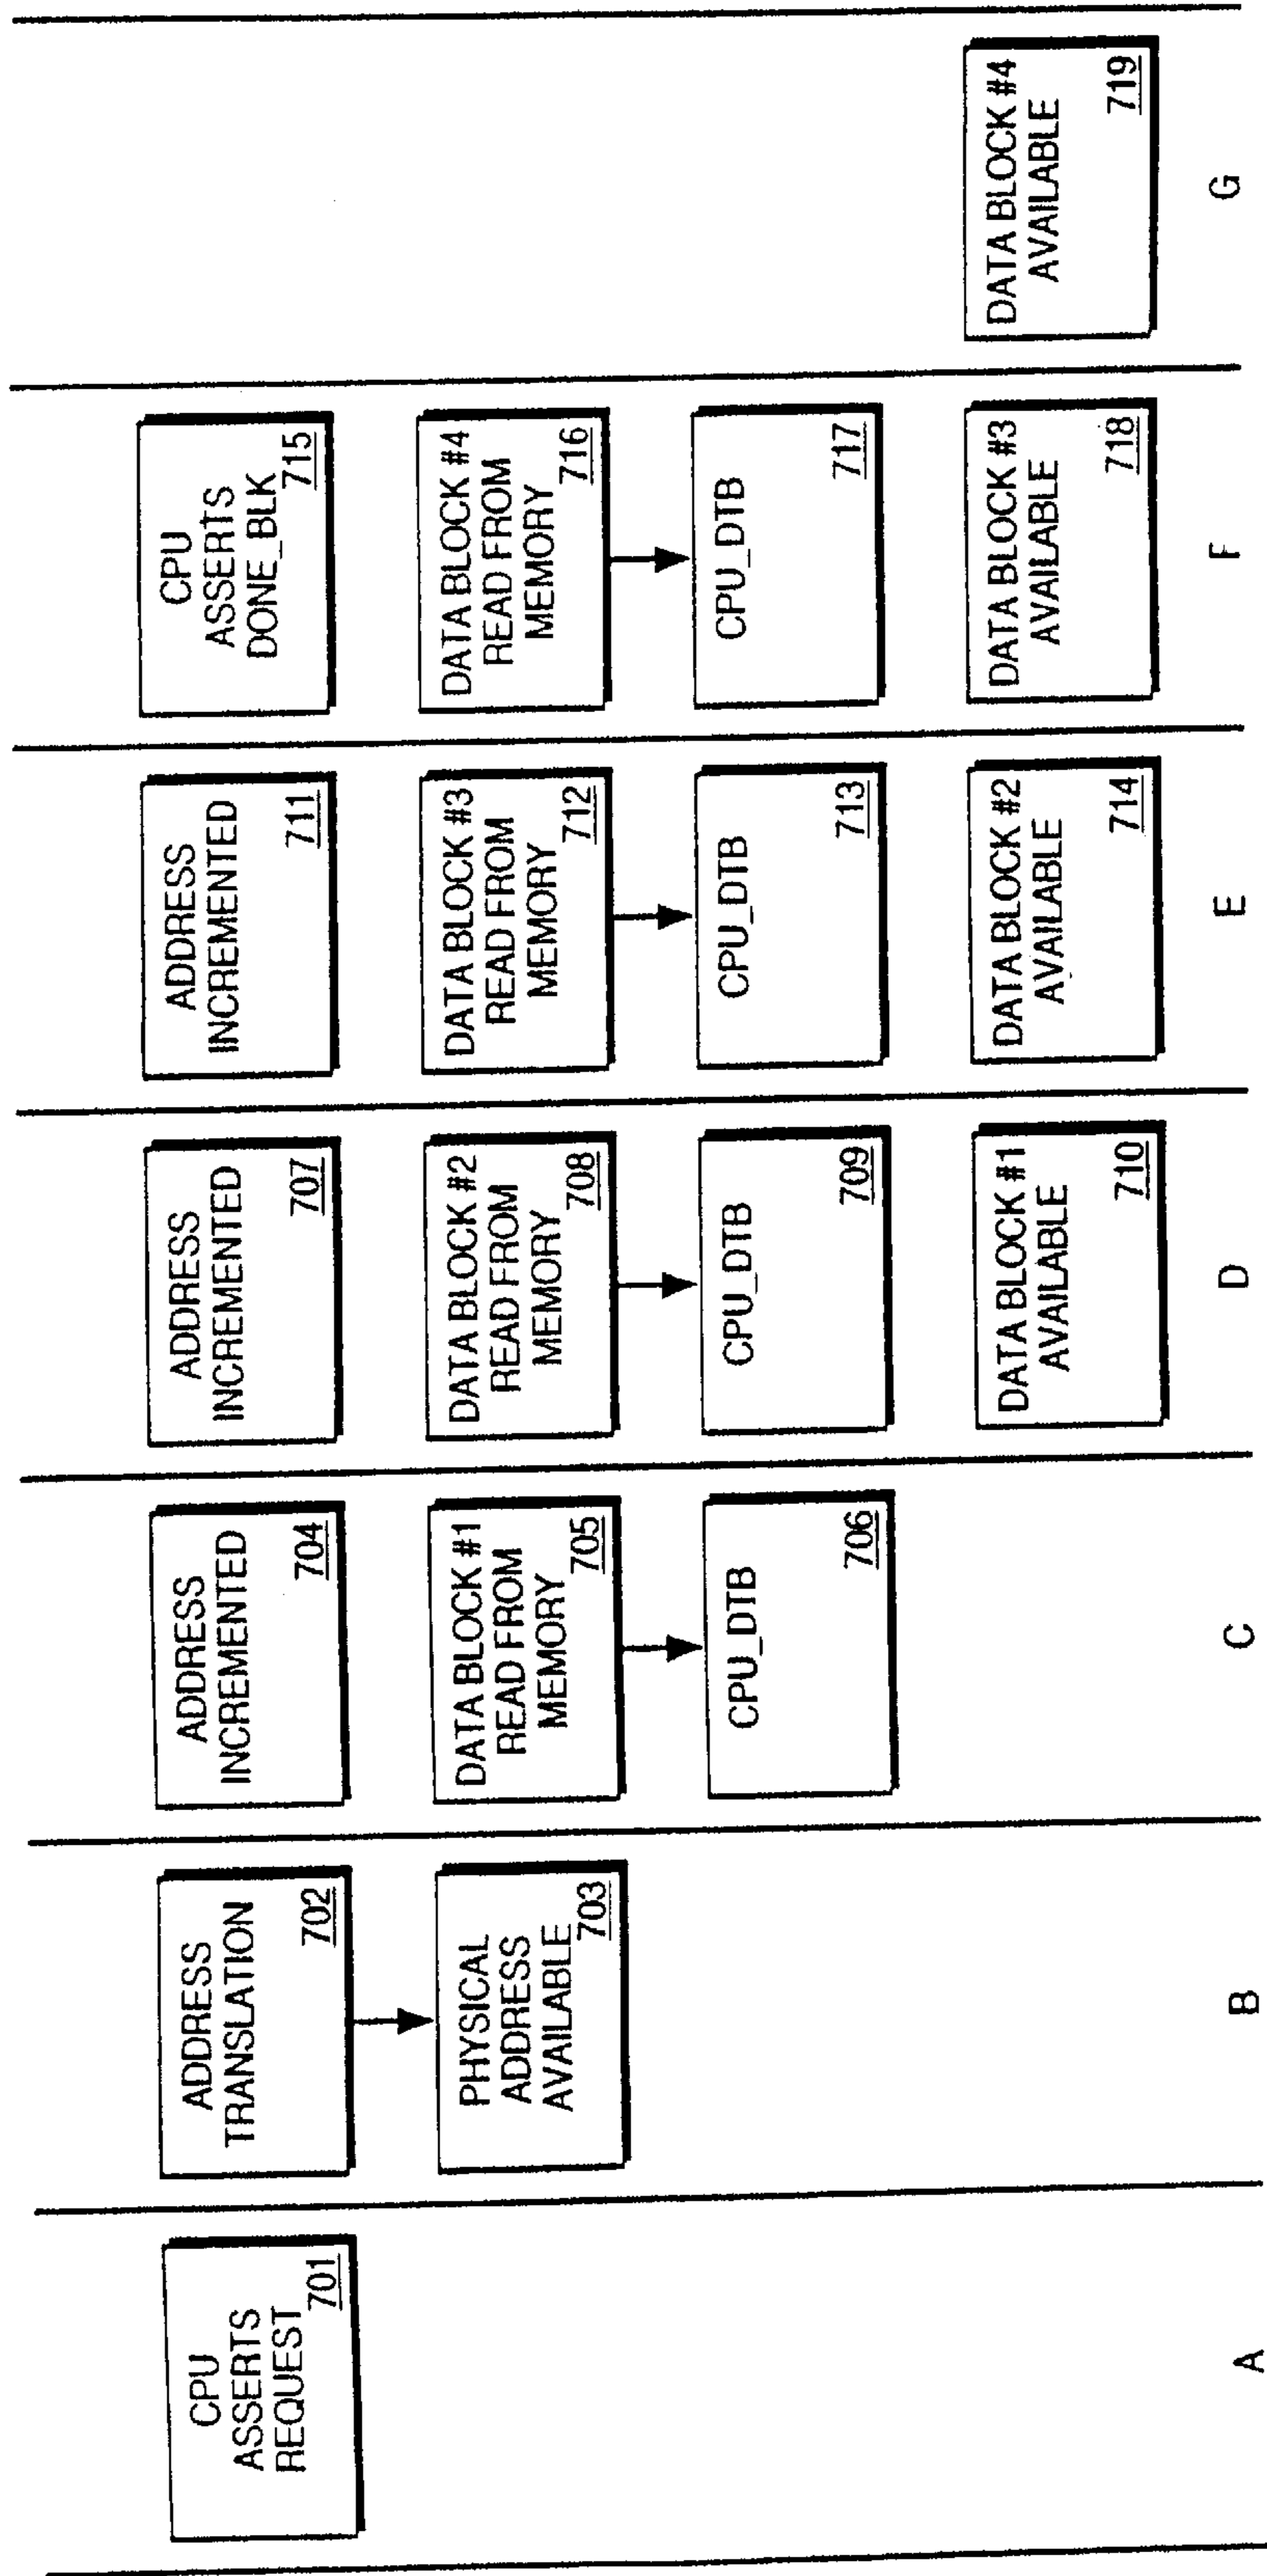 CPU
ASSERTS
REQUEST
701
A
ADDRESS
TRANSLATION
702
PHYSICAL
ADDRESS
AVAILABLE
703
B
ADDRESS
INCREMENTED
704
DATA BLOCK #1
READ FROM
MEMORY
705
CPU_DTB
706
C
ADDRESS
INCREMENTED
707
DATA BLOCK #2
READ FROM
MEMORY
708
CPU_DTB
709
DATA BLOCK #1
AVAILABLE
710
D
ADDRESS
INCREMENTED
711
DATA BLOCK #3
READ FROM
MEMORY
712
CPU_DTB
713
DATA BLOCK #2
AVAILABLE
714
E
CPU
ASSERTS
DONE_BLK
715
DATA BLOCK #4
READ FROM
MEMORY
716
CPU_DTB
717
DATA BLOCK #3
AVAILABLE
718
F
DATA BLOCK #4
AVAILABLE
719
G